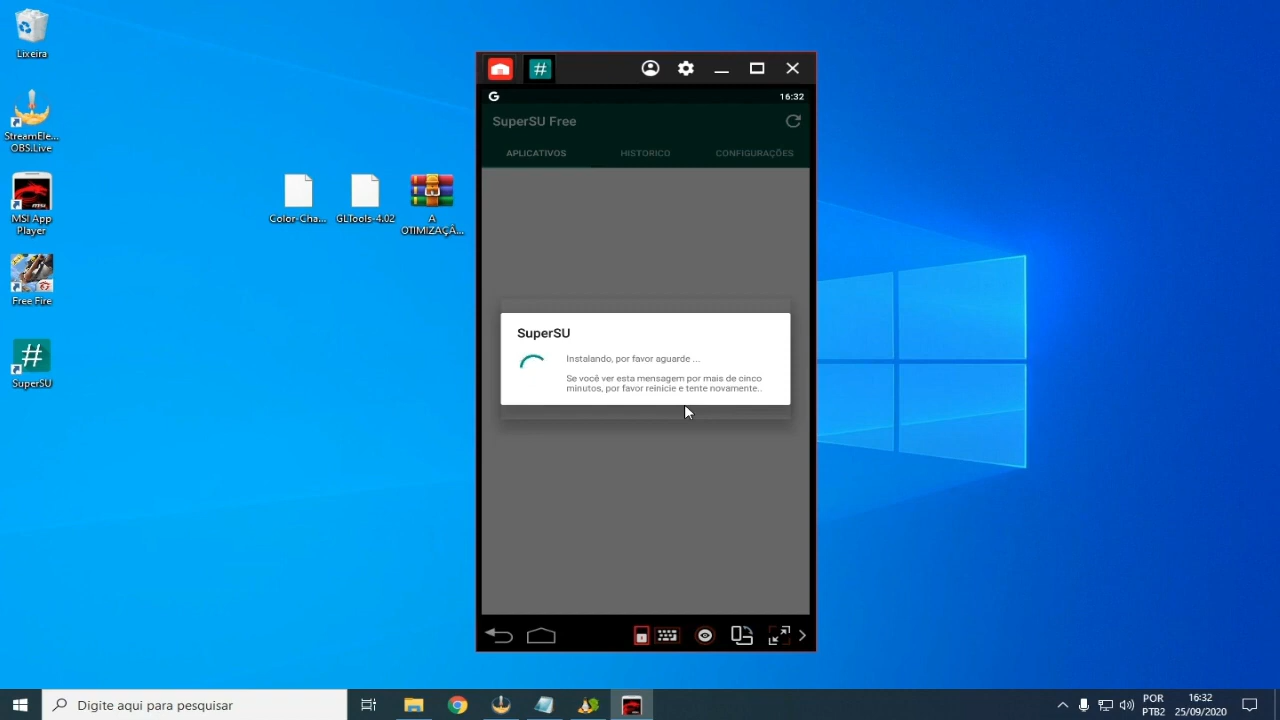 Lixeira
StreamEle...
OBS.Live
MSI App
Player
Free Fire
SuperSU
Color-Cha...
GLTools-4.02
A
OTIMIZAÇÃ...
#
G
16:32
SuperSU Free
APLICATIVOS
HISTORICO
CONFIGURAÇÕES
SuperSU
Instalando, por favor aguarde ...
Se você ver esta mensagem por mais de cinco
minutos, por favor reinicie e tente novamente..
Digite aqui para pesquisar
POR
PTB2
16:32
25/09/2020